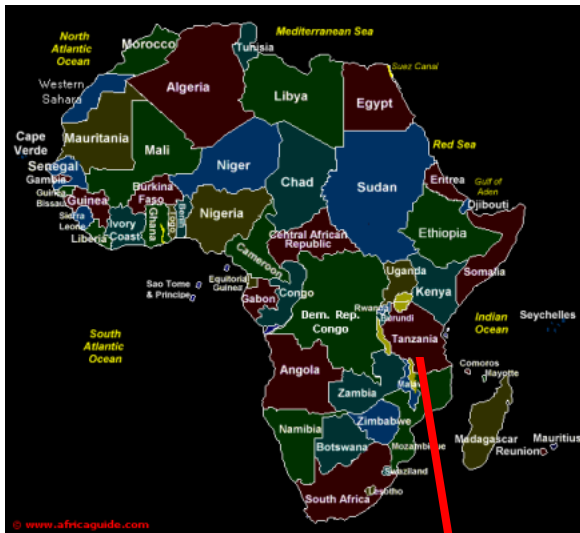 Mediterranean Sea
North
Atlantic
Ocean
Morocco
Tunisia
Suez Canal
Algeria
Libya
Egypt
Western
Sahara
Mauritania
Mali
Niger
Chad
Sudan
Red Sea
Cape
Verde
Senegal
Gambia
Guinea
Bissau
Guinea
Burkina
Faso
Eritrea
Gulf of
Aden
Djibouti
Sierra
Leone
Liberia
Ivory
Coast
Ghana
Togo
Benin
Nigeria
Central African
Republic
Ethiopia
Somalia
Cameroon
Sao Tome
& Principe
Equitorial
Guinez
Gabon
Congo
Dem. Rep.
Congo
Uganda
Kenya
Rwanda
Burundi
Tanzania
Indian
Ocean
Seychelles
South
Atlantic
Ocean
Angola
Zambia
Comoros
Mayotte
Zimbabwe
Namibia
Botswana
Mozambique
Madagascar
Mauritius
Reunion
Swaziland
South Africa
Lesotho
© www.africaguide.com